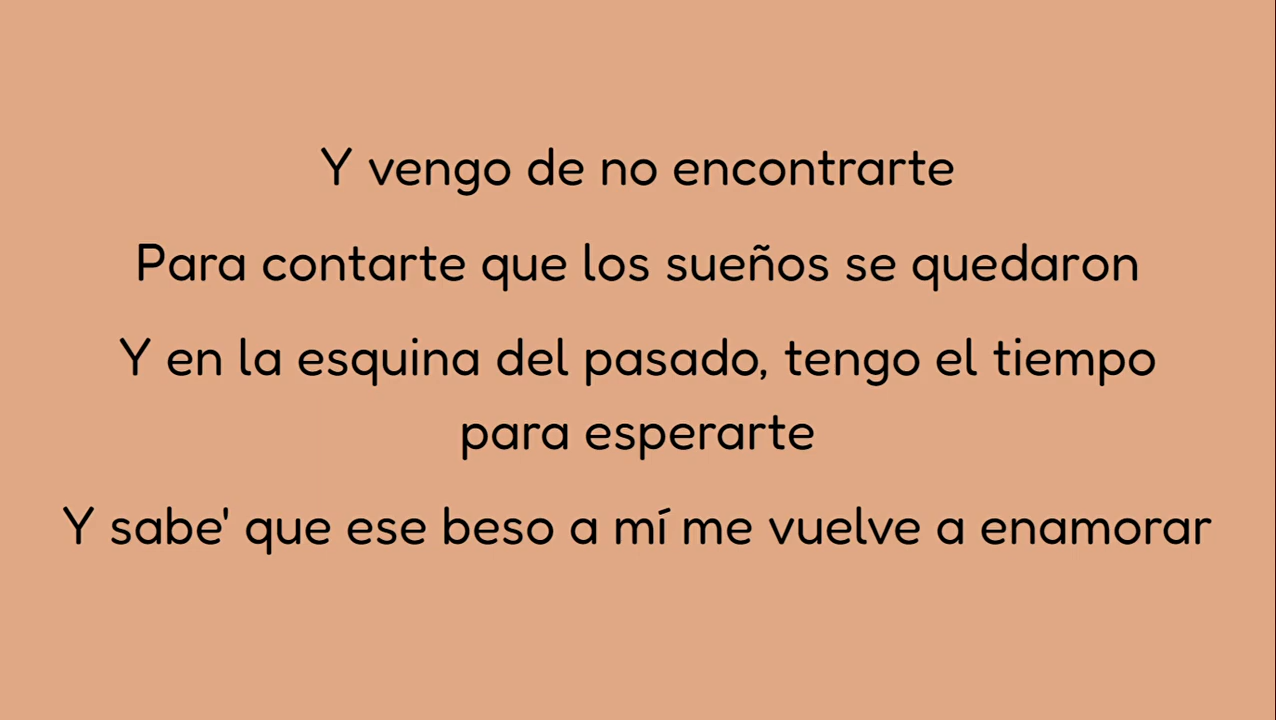 Y vengo de no encontrarte
Para contarte que los sueños se quedaron
Y en la esquina del pasado, tengo el tiempo
para esperarte
Y sabe' que ese beso a mí me vuelve a enamorar